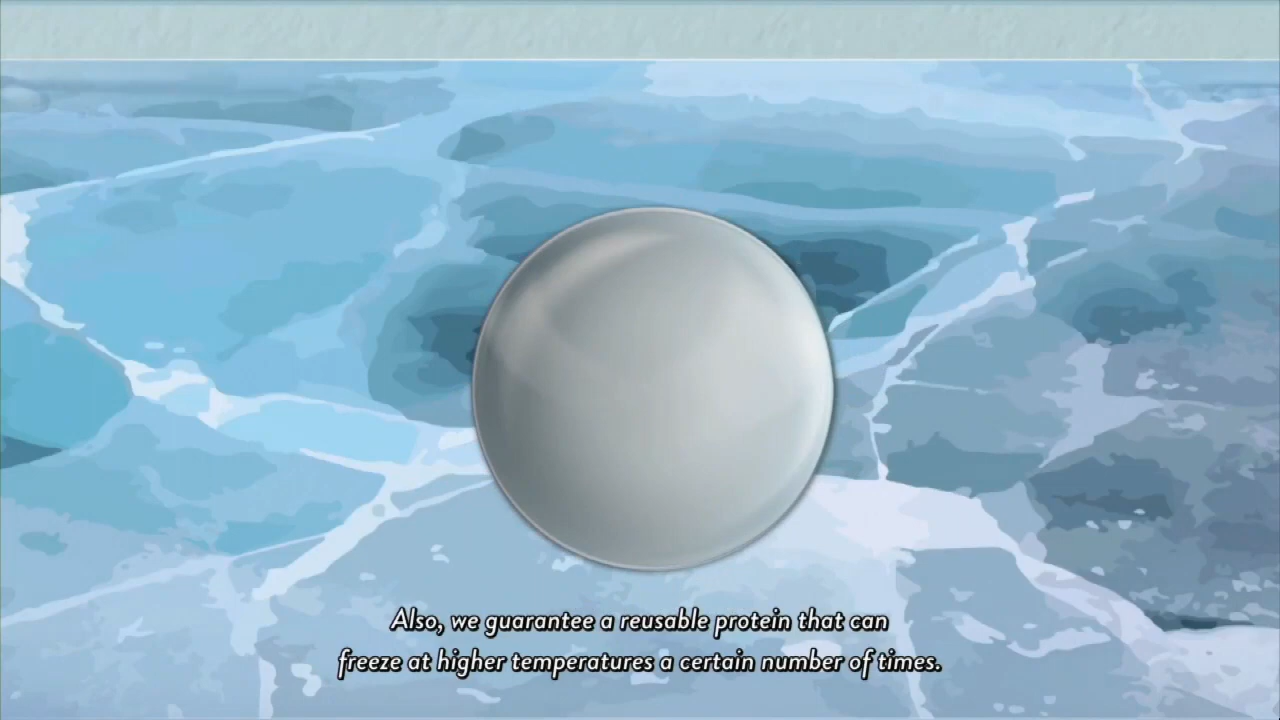 Also, we guarantee a reusable protein that can
freeze at higher temperatures a certain number of times.